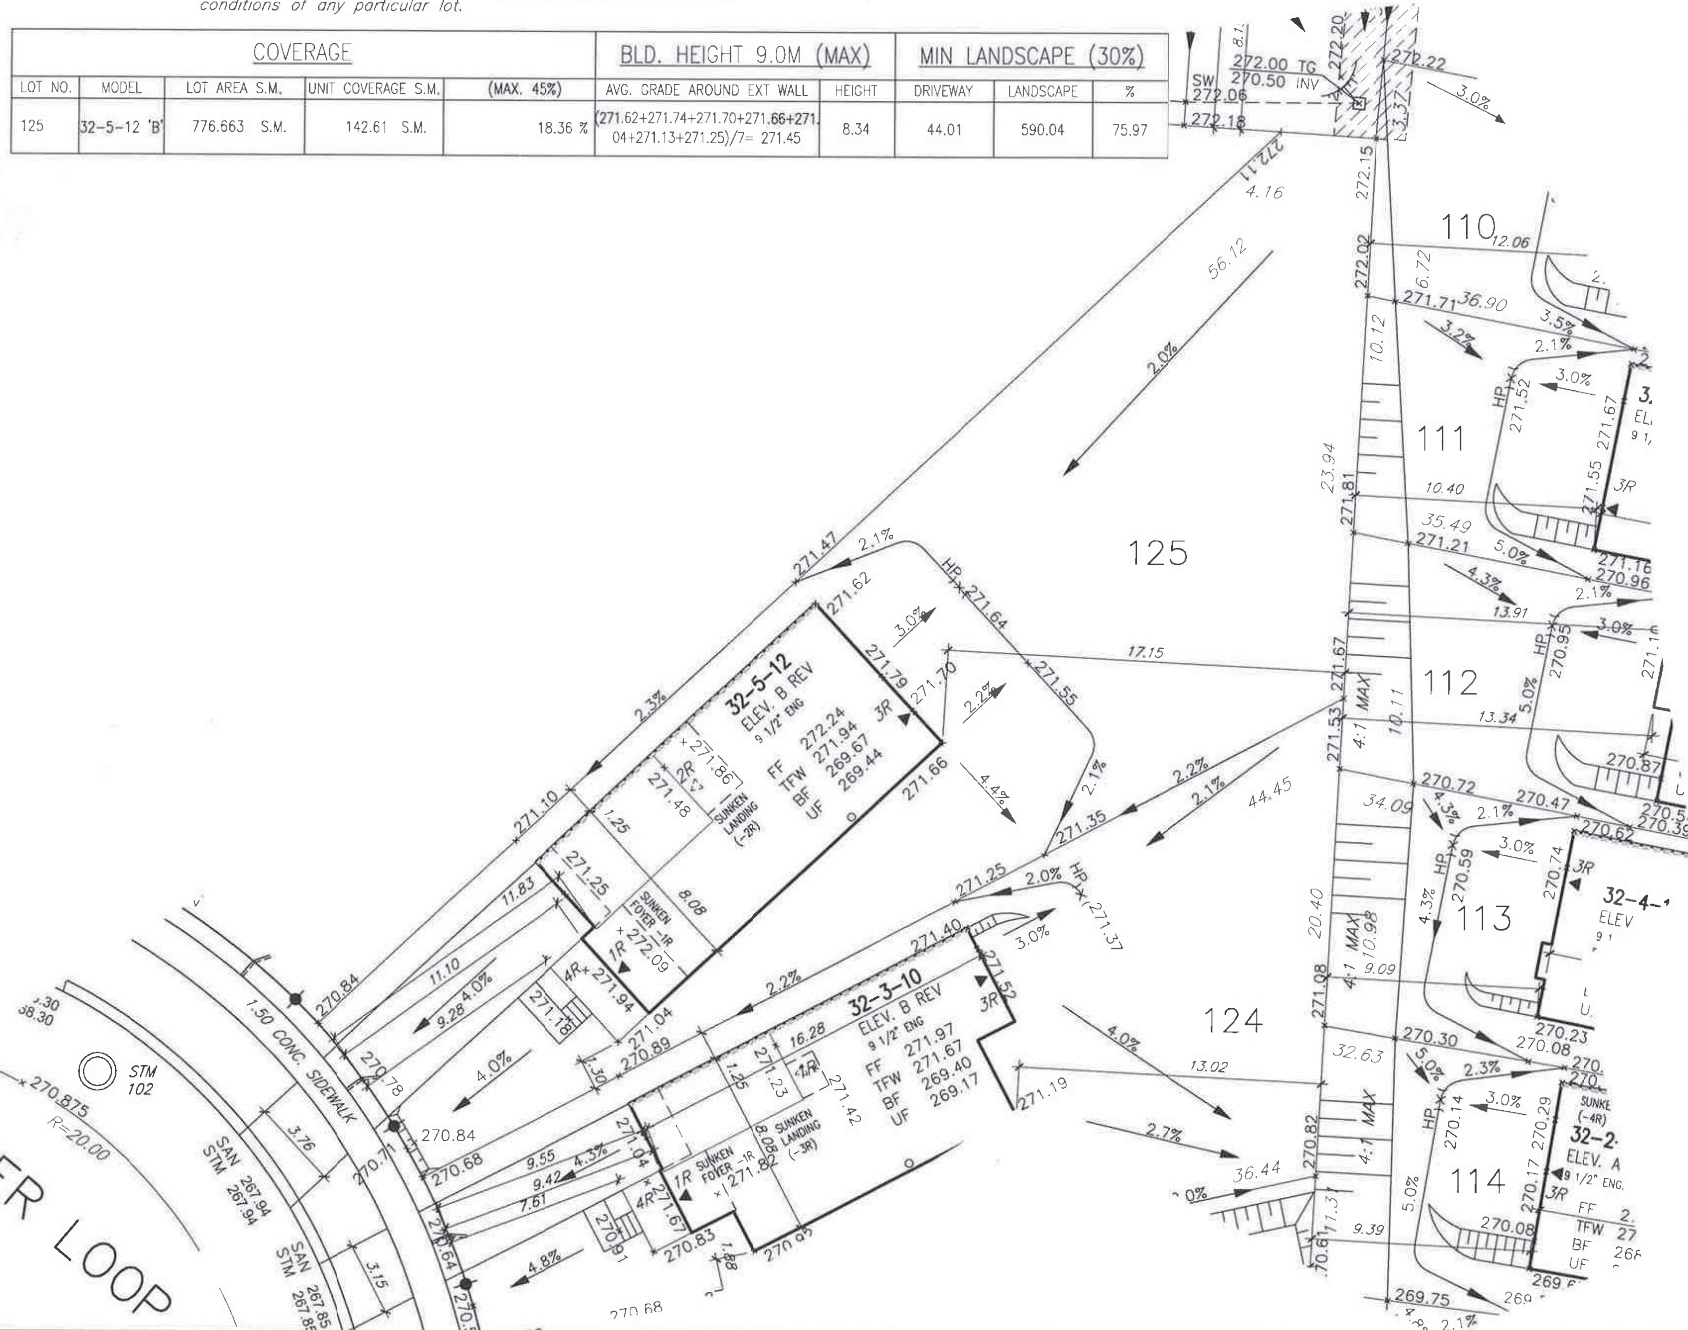 conditions of any particular lot.
COVERAGE
BLD. HEIGHT 9.0M (MAX)
MIN LANDSCAPE (30%)
LOT NO. MODEL LOT AREA S.M. UNIT COVERAGE S.M. (MAX. 45%) AVG. GRADE AROUND EXT WALL HEIGHT DRIVEWAY LANDSCAPE %
125 32-5-12 'B' 776.663 S.M. 142.61 S.M. 18.36 % (271.62+271.74+271.70+271.66+271.
04+271.13+271.25)/7= 271.45 8.34 44.01 590.04 75.97
272.20
272.00 TG
270.50 INV
SW
272.06
272.18
272.22
3.0%
3.37
272.11
4.16
272.15
56.12
2.0%
110
12.06
272.02
6.72
271.71
36.90
3.5%
3.2%
2.1%
10.12
3.0%
HP
271.52
271.67
111
23.94
271.81
10.40
271.55
3R
35.49
271.21
5.0%
271.16
270.96
4.3%
2.1%
13.91
3.0%
HP
270.95
125
271.47
2.1%
HP
271.64
271.62
3.0%
271.79
271.70
3R
2.2%
271.55
17.15
271.67
271.53
4:1 MAX
10.11
112
5.0%
13.34
270.87
270.72
270.47
2.1%
34.09
4.3%
270.62
270.39
32-5-12
ELEV. B REV
9 1/2" ENG
FF 272.24
TFW 271.94
BF 269.67
UF 269.44
271.86
2R
271.48
SUNKEN
LANDING
(-2R)
2.3%
271.10
1.25
8.08
271.25
SUNKEN
FOYER -1R
272.09
1R
271.66
4.4%
2.1%
271.35
2.2%
2.1%
44.45
271.25
2.0%
HP
271.37
3.0%
271.40
271.52
3R
11.83
11.10
9.28
4.0%
4R
271.94
271.18
271.04
270.89
1.30
2.2%
270.84
1.50 CONC. SIDEWALK
270.78
4.0%
270.71
270.84
270.68
32-3-10
ELEV. B REV
9 1/2" ENG
FF 271.97
TFW 271.67
BF 269.40
UF 269.17
16.28
1.25
271.23
271.42
8.08
SUNKEN
LANDING
(-3R)
271.04
SUNKEN
FOYER -1R
271.82
1R
271.67
4R
270.91
270.83
1.88
9.55
4.3%
9.42
7.61
270.64
4.8%
270.68
124
4.0%
13.02
271.19
2.7%
36.44
271.08
20.40
4:1 MAX
10.98
9.09
32.63
270.30
5.0%
270.82
4:1 MAX
11.31
9.39
HP
270.59
270.74
3.0%
3R
4.3%
113
32-4-
ELEV
270.23
270.08
2.3%
3.0%
HP
270.14
270.29
(-4R)
32-2-
ELEV. A
9 1/2" ENG.
270.17
3R
FF
TFW
BF
UF
114
5.0%
270.08
269.75
2.1%
38.30
STM
102
270.875
R=20.00
3.76
SAN 267.94
STM 267.94
3.15
SAN 267.85
STM 267.85
LOOP